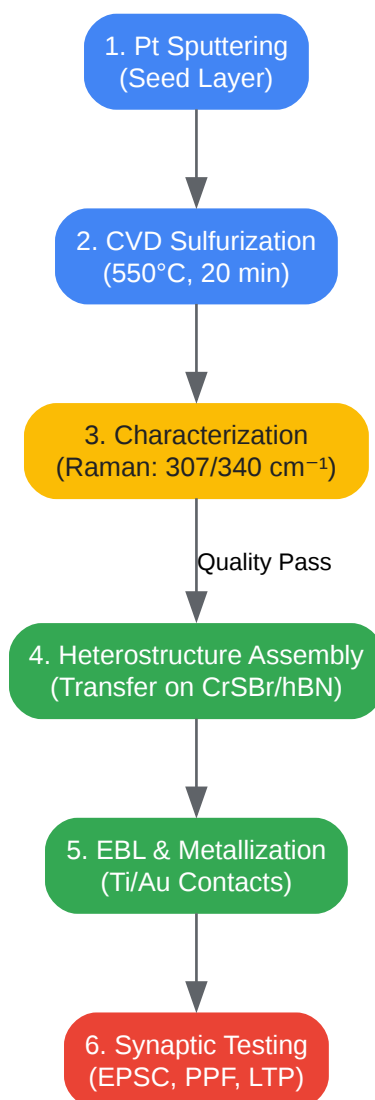 1. Pt Sputtering
(Seed Layer)
2. CVD Sulfurization
(550°C, 20 min)
3. Characterization
(Raman: 307/340 cm⁻¹)
Quality Pass
4. Heterostructure Assembly
(Transfer on CrSBr/hBN)
5. EBL & Metallization
(Ti/Au Contacts)
6. Synaptic Testing
(EPSC, PPF, LTP)